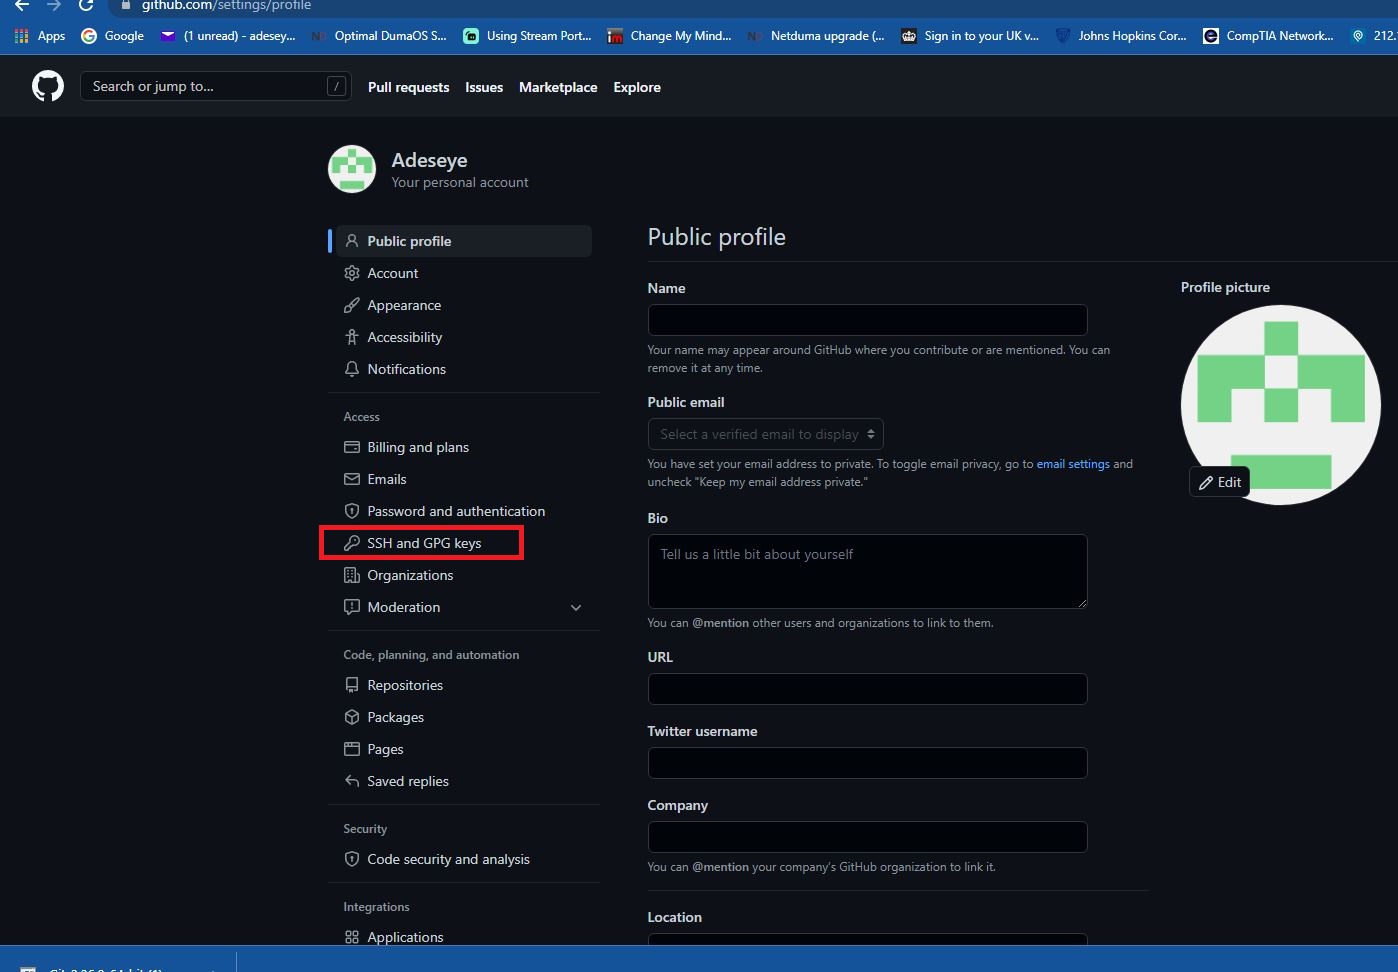 github.com/settings/profile
Apps
Google
(1 unread) - adesey...
Optimal DumaOS S...
Using Stream Port...
Change My Mind...
Netduma upgrade (...
Sign in to your UK v...
Johns Hopkins Cor...
CompTIA Network...
212.
Search or jump to...
/
Pull requests
Issues
Marketplace
Explore
Adeseye
Your personal account
Public profile
Account
Appearance
Accessibility
Notifications
Access
Billing and plans
Emails
Password and authentication
SSH and GPG keys
Organizations
Moderation
Code, planning, and automation
Repositories
Packages
Pages
Saved replies
Security
Code security and analysis
Integrations
Applications
Public profile
Name
Your name may appear around GitHub where you contribute or are mentioned. You can
remove it at any time.
Public email
Select a verified email to display
You have set your email address to private. To toggle email privacy, go to email settings and
uncheck "Keep my email address private."
Bio
Tell us a little bit about yourself
You can @mention other users and organizations to link to them.
URL
Twitter username
Company
You can @mention your company's GitHub organization to link it.
Location
Profile picture
Edit